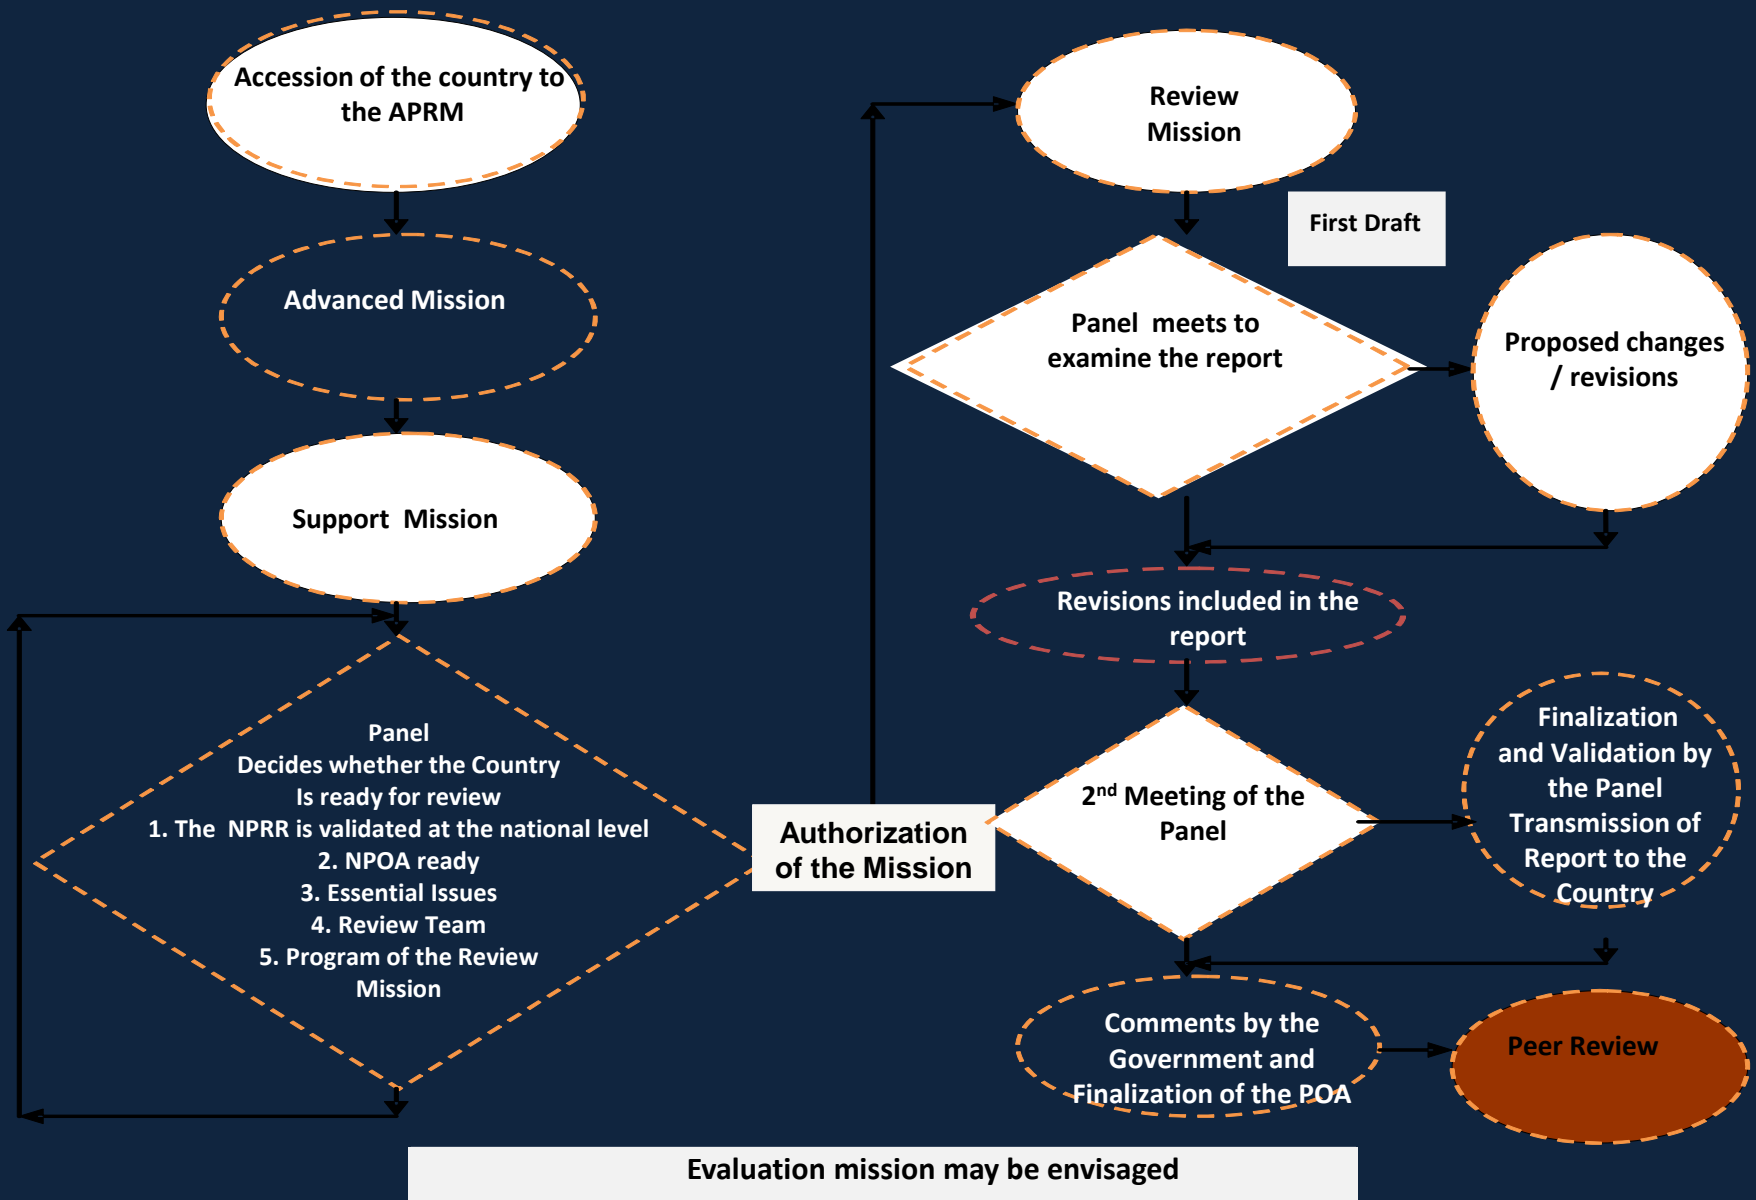 Accession of the country to
the APRM
Advanced Mission
Support Mission
Panel
Decides whether the Country
Is ready for review
1. The NPRR is validated at the national level
2. NPOA ready
3. Essential Issues
4. Review Team
5. Program of the Review
Mission
Authorization
of the Mission
Review
Mission
First Draft
Panel meets to
examine the report
Proposed changes
/ revisions
Revisions included in the
report
2nd Meeting of the
Panel
Finalization
and Validation by
the Panel
Transmission of
Report to the
Country
Comments by the
Government and
Finalization of the POA
Peer Review
Evaluation mission may be envisaged